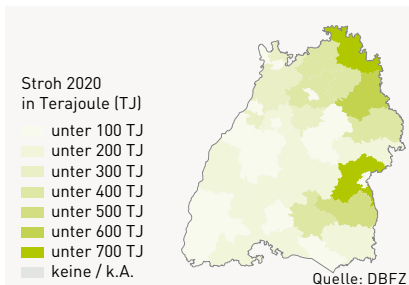 Stroh 2020
in Terajoule (TJ)
unter 100 TJ
unter 200 TJ
unter 300 TJ
unter 400 TJ
unter 500 TJ
unter 600 TJ
unter 700 TJ
keine / k.A.
Quelle: DBFZ